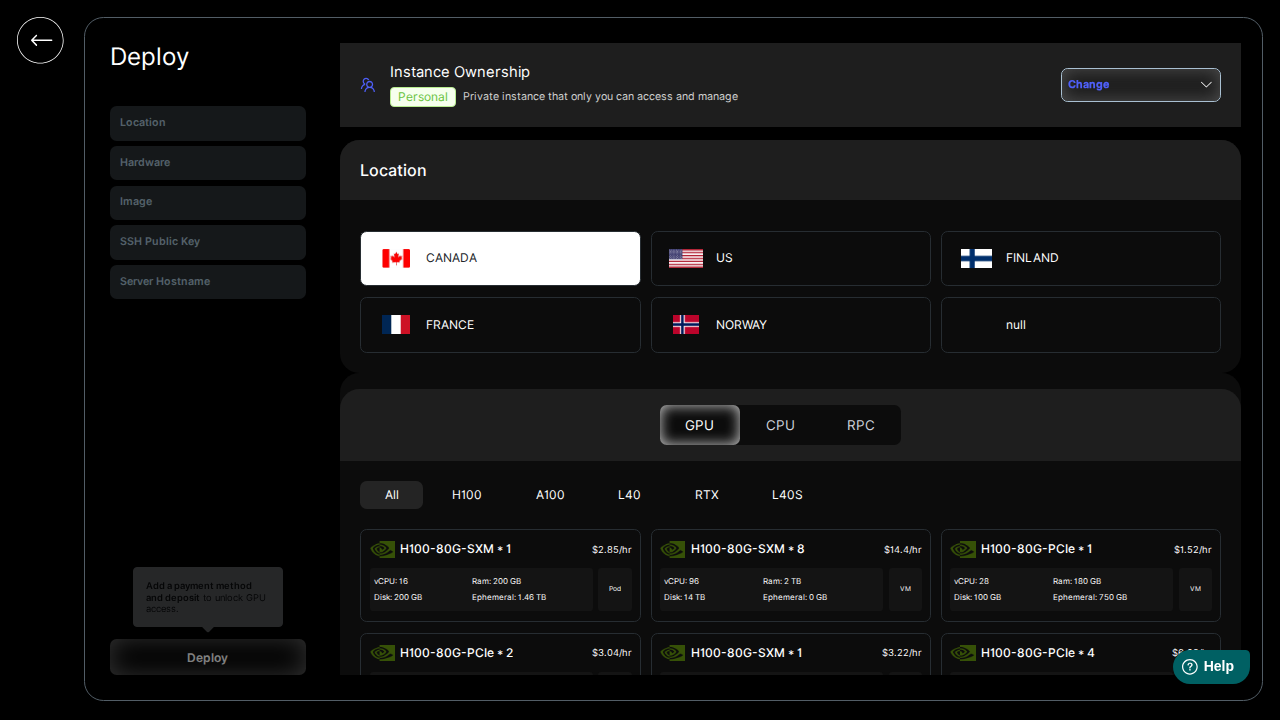 Deploy
Location
Hardware
Image
SSH Public Key
Server Hostname
Add a payment method
and deposit to unlock GPU
access.
Deploy
Instance Ownership
Personal Private instance that only you can access and manage
Change
Location
CANADA
US
FINLAND
FRANCE
NORWAY
null
GPU
CPU
RPC
All
H100
A100
L40
RTX
L40S
H100-80G-SXM * 1
$2.85/hr
vCPU: 16
Ram: 200 GB
Disk: 200 GB
Ephemeral: 1.46 TB
Pod
H100-80G-SXM * 8
$14.4/hr
vCPU: 96
Ram: 2 TB
Disk: 14 TB
Ephemeral: 0 GB
VM
H100-80G-PCIe * 1
$1.52/hr
vCPU: 28
Ram: 180 GB
Disk: 100 GB
Ephemeral: 750 GB
VM
H100-80G-PCIe * 2
$3.04/hr
H100-80G-SXM * 1
$3.22/hr
H100-80G-PCIe * 4
Help